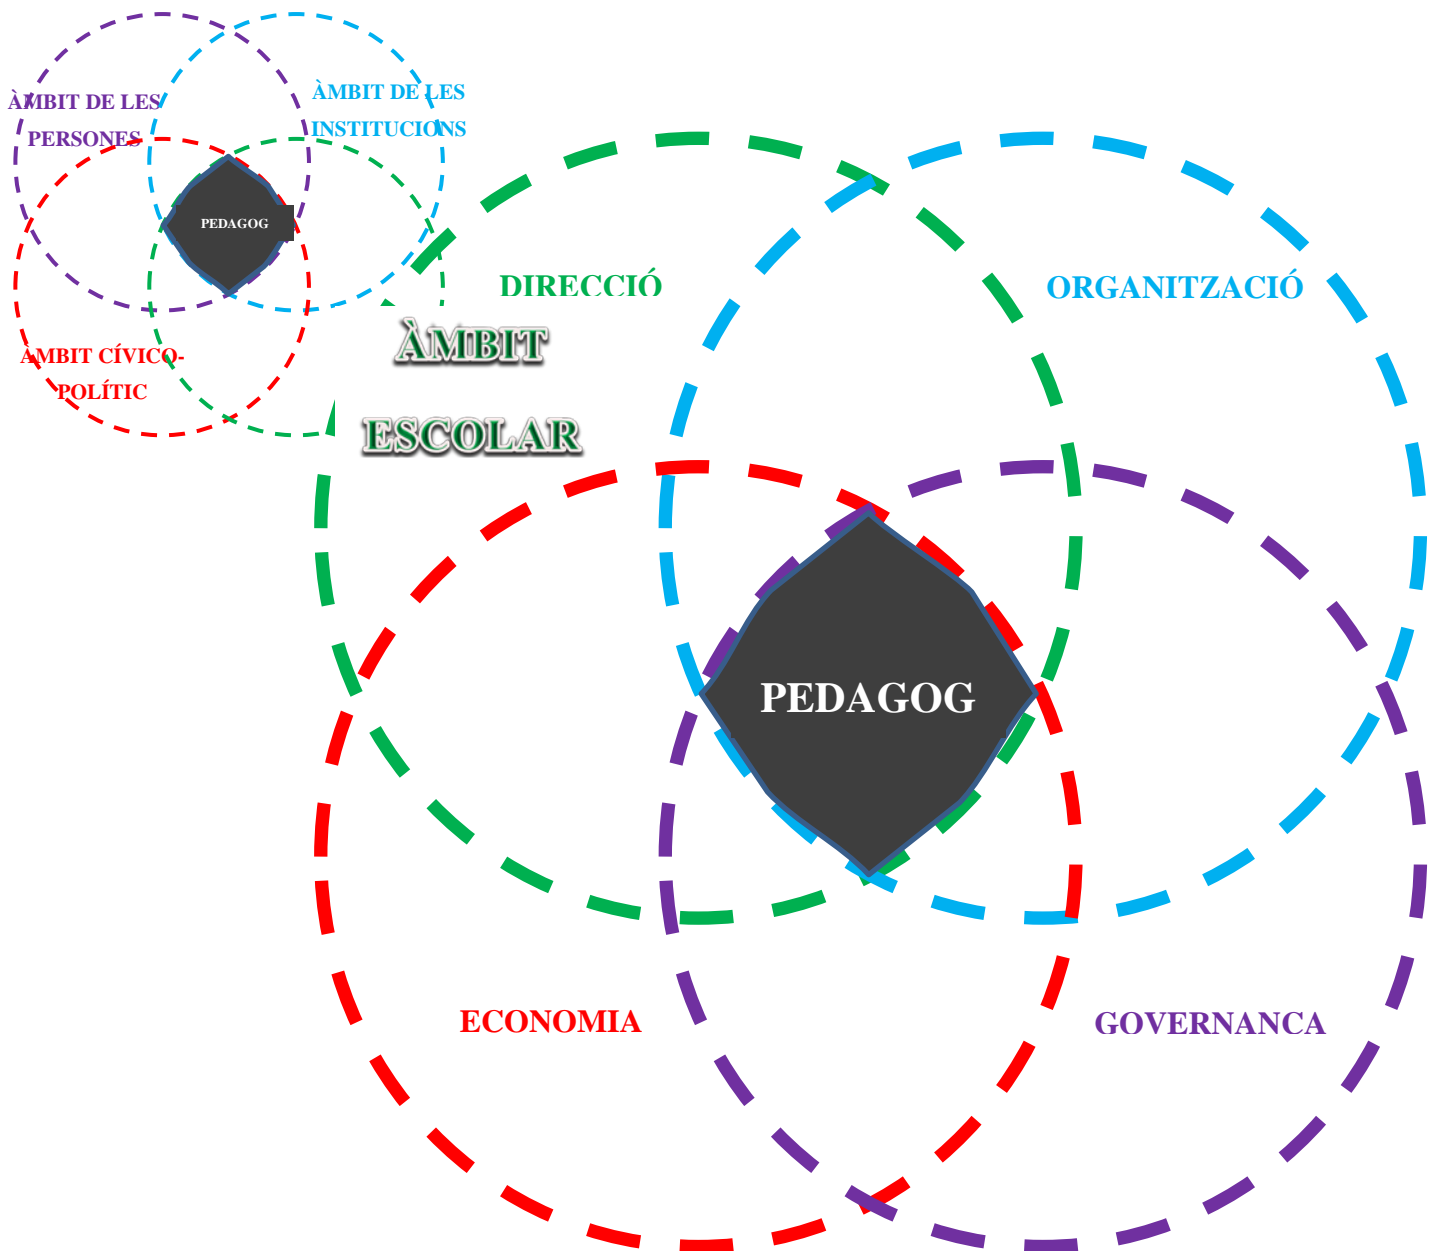 ÀMBIT DE LES
PERSONES
ÀMBIT DE LES
INSTITUCIONS
PEDAGOG
ÀMBIT CÍVICO-
POLÍTIC
ÀMBIT
ESCOLAR
DIRECCIÓ
ORGANITZACIÓ
PEDAGOG
ECONOMIA
GOVERNANCA